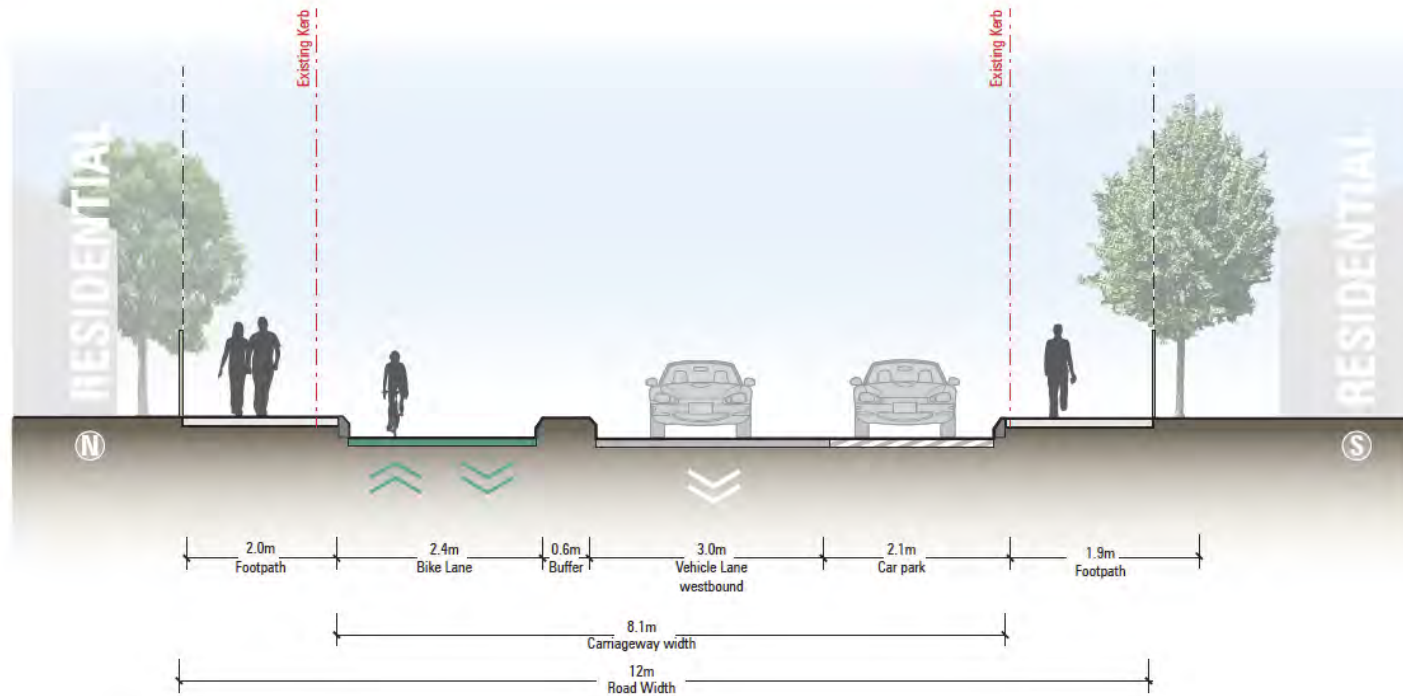 Existing Kerb
Existing Kerb
RESIDENTIAL
RESIDENTIAL
N
S
2.0m
Footpath
2.4m
Bike Lane
0.6m
Buffer
3.0m
Vehicle Lane
westbound
2.1m
Car park
1.9m
Footpath
8.1m
Carriageway width
12m
Road Width